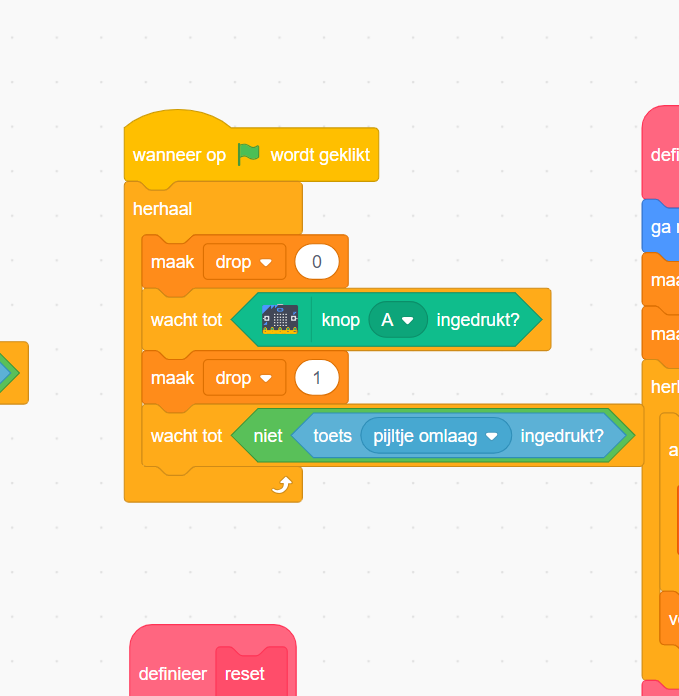 wanneer op wordt geklikt
herhaal
maak drop 0
wacht tot knop A ingedrukt?
maak drop 1
wacht tot niet toets pijltje omlaag ingedrukt?
definieer reset
defi
ga
maa
maa
herh
a